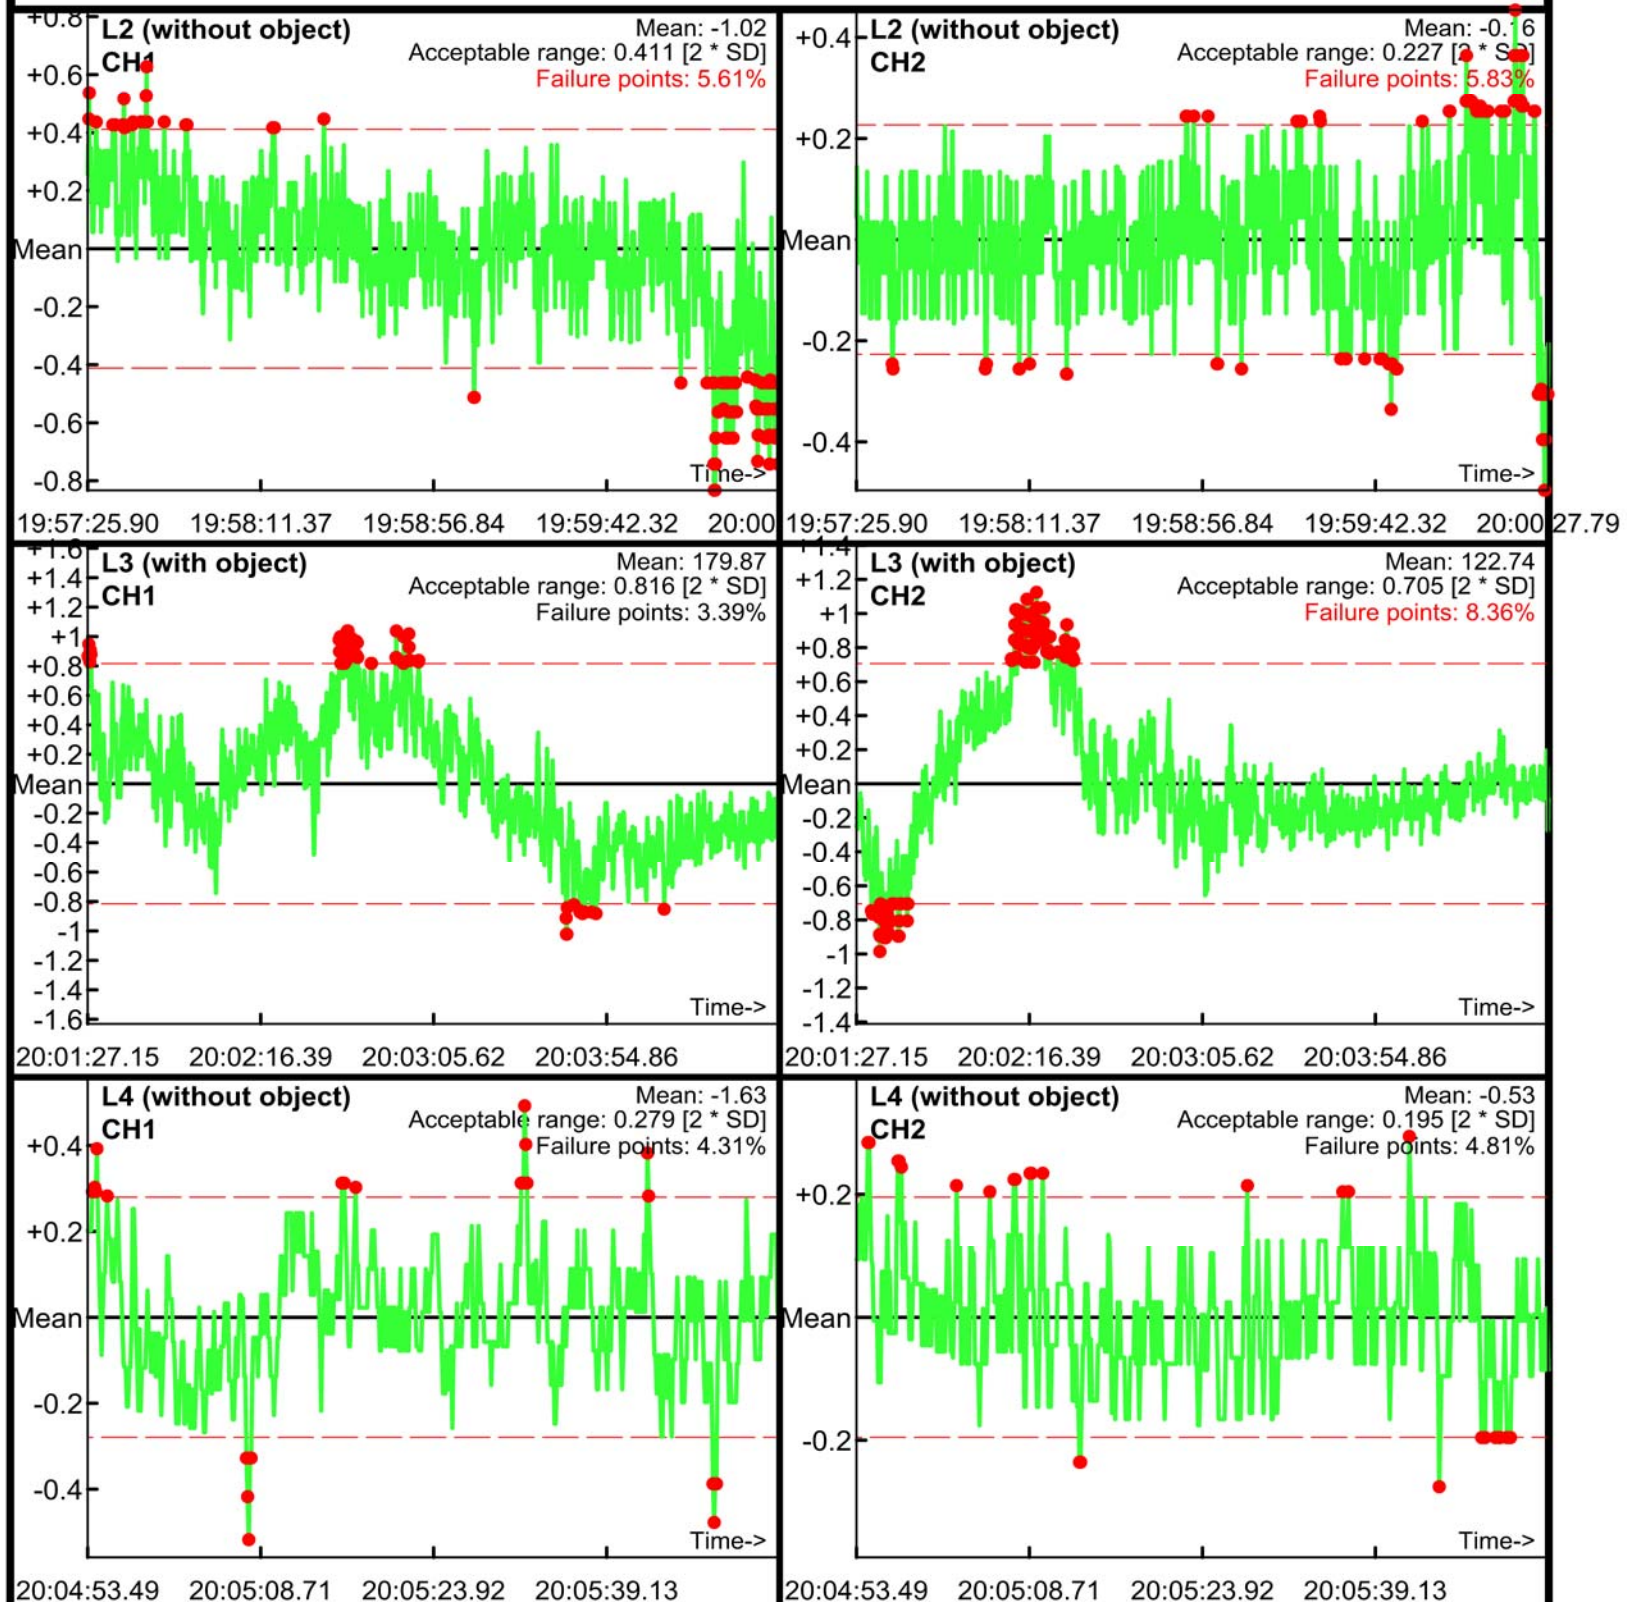 L2 (without object)
CH1
Mean: -1.02
Acceptable range: 0.411 [2 * SD]
Failure points: 5.61%
+0.8
+0.6
+0.4
+0.2
Mean
-0.2
-0.4
-0.6
-0.8
Time->
19:57:25.90 19:58:11.37 19:58:56.84 19:59:42.32 20:00
L2 (without object)
CH2
Mean: -0.16
Acceptable range: 0.227 [2 * SD]
Failure points: 5.83%
+0.4
+0.2
Mean
-0.2
-0.4
Time->
19:57:25.90 19:58:11.37 19:58:56.84 19:59:42.32 20:00:27.79
L3 (with object)
CH1
Mean: 179.87
Acceptable range: 0.816 [2 * SD]
Failure points: 3.39%
+1.6
+1.4
+1.2
+1
+0.8
+0.6
+0.4
+0.2
Mean
-0.2
-0.4
-0.6
-0.8
-1
-1.2
-1.4
-1.6
Time->
20:01:27.15 20:02:16.39 20:03:05.62 20:03:54.86
L3 (with object)
CH2
Mean: 122.74
Acceptable range: 0.705 [2 * SD]
Failure points: 8.36%
+1.4
+1.2
+1
+0.8
+0.6
+0.4
+0.2
Mean
-0.2
-0.4
-0.6
-0.8
-1
-1.2
-1.4
Time->
20:01:27.15 20:02:16.39 20:03:05.62 20:03:54.86
L4 (without object)
CH1
Mean: -1.63
Acceptable range: 0.279 [2 * SD]
Failure points: 4.31%
+0.4
+0.2
Mean
-0.2
-0.4
Time->
20:04:53.49 20:05:08.71 20:05:23.92 20:05:39.13
L4 (without object)
CH2
Mean: -0.53
Acceptable range: 0.195 [2 * SD]
Failure points: 4.81%
+0.2
Mean
-0.2
Time->
20:04:53.49 20:05:08.71 20:05:23.92 20:05:39.13